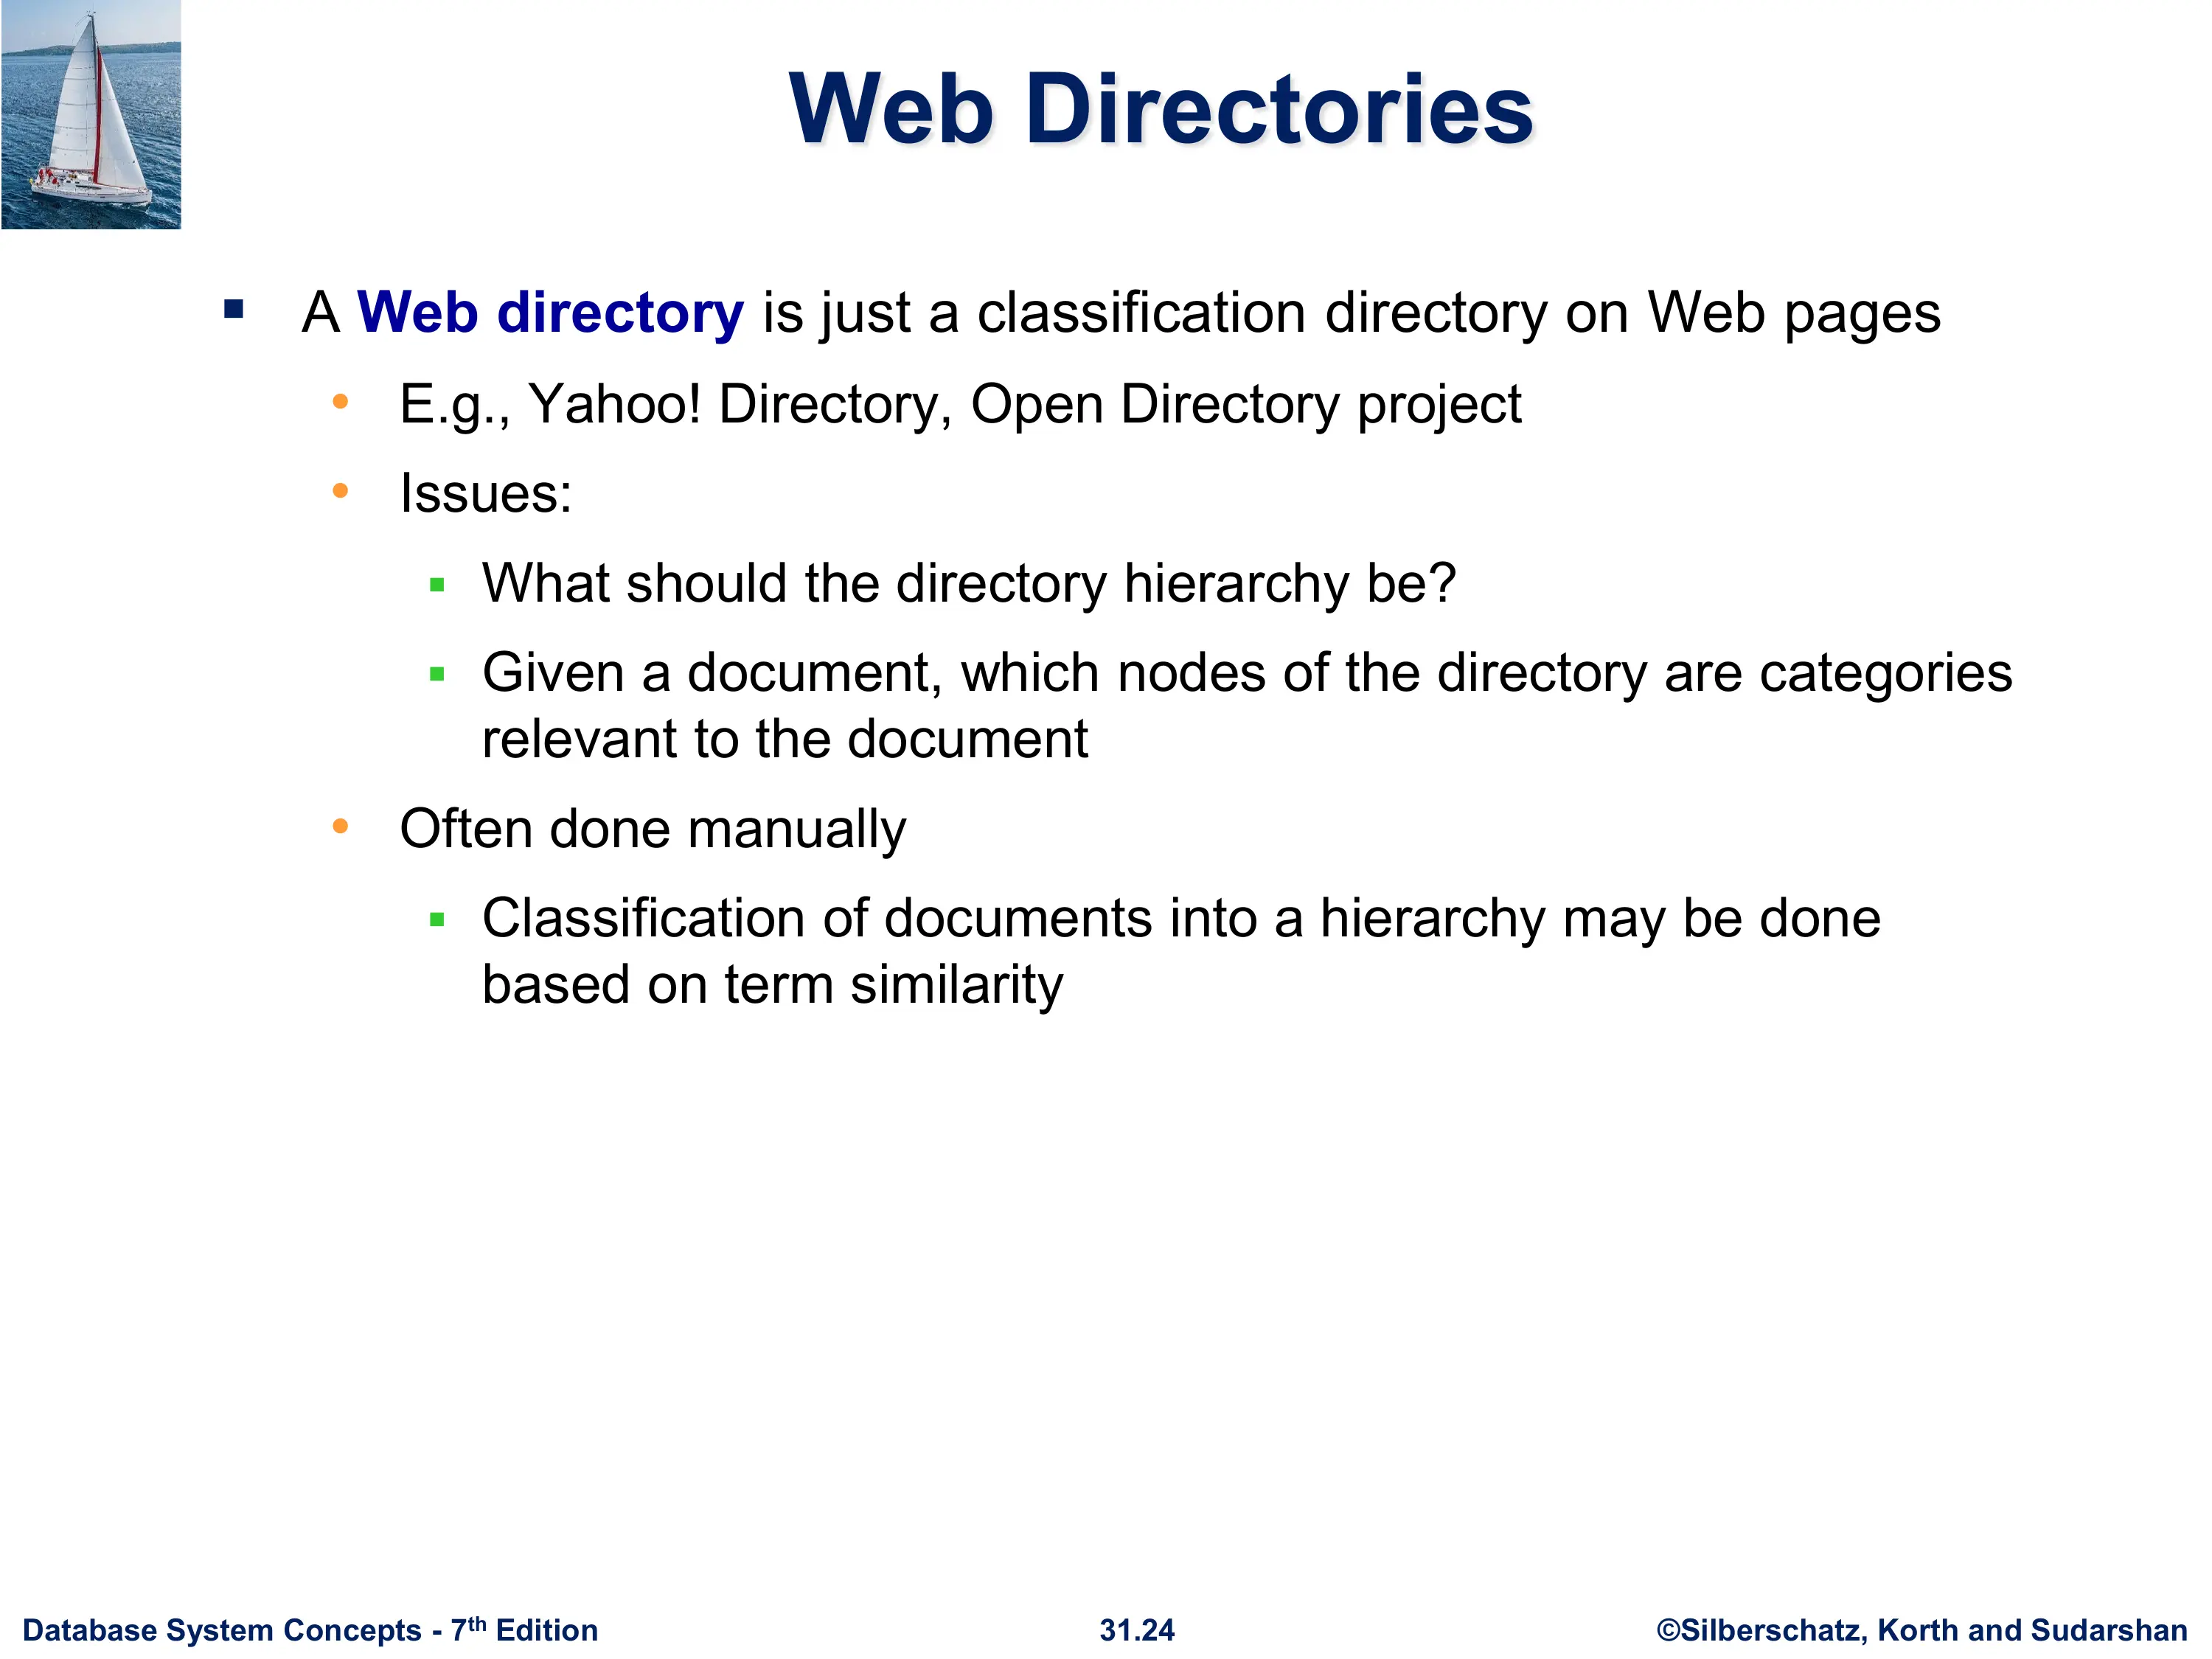 Web Directories
A Web directory is just a classification directory on Web pages
E.g., Yahoo! Directory, Open Directory project
Issues:
What should the directory hierarchy be?
Given a document, which nodes of the directory are categories
relevant to the document
Often done manually
Classification of documents into a hierarchy may be done
based on term similarity
Database System Concepts - 7th Edition
31.24
©Silberschatz, Korth and Sudarshan